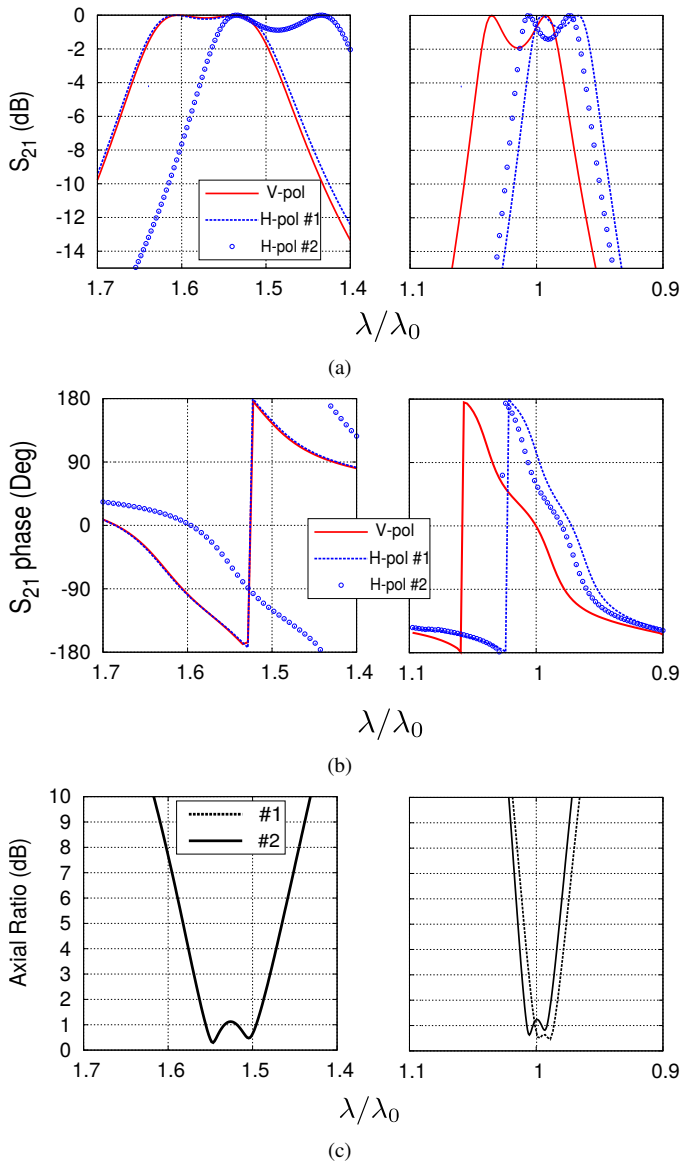 0
-2
-4
-6
-8
-10
-12
-14
S21 (dB)
V-pol
H-pol #1
H-pol #2
1.7 1.6 1.5 1.4
1.1 1 0.9
λ/λ0
(a)
180
90
0
-90
-180
S21 phase (Deg)
V-pol
H-pol #1
H-pol #2
1.7 1.6 1.5 1.4
1.1 1 0.9
λ/λ0
(b)
10
9
8
7
6
5
4
3
2
1
0
Axial Ratio (dB)
#1
#2
1.7 1.6 1.5 1.4
1.1 1 0.9
λ/λ0
(c)